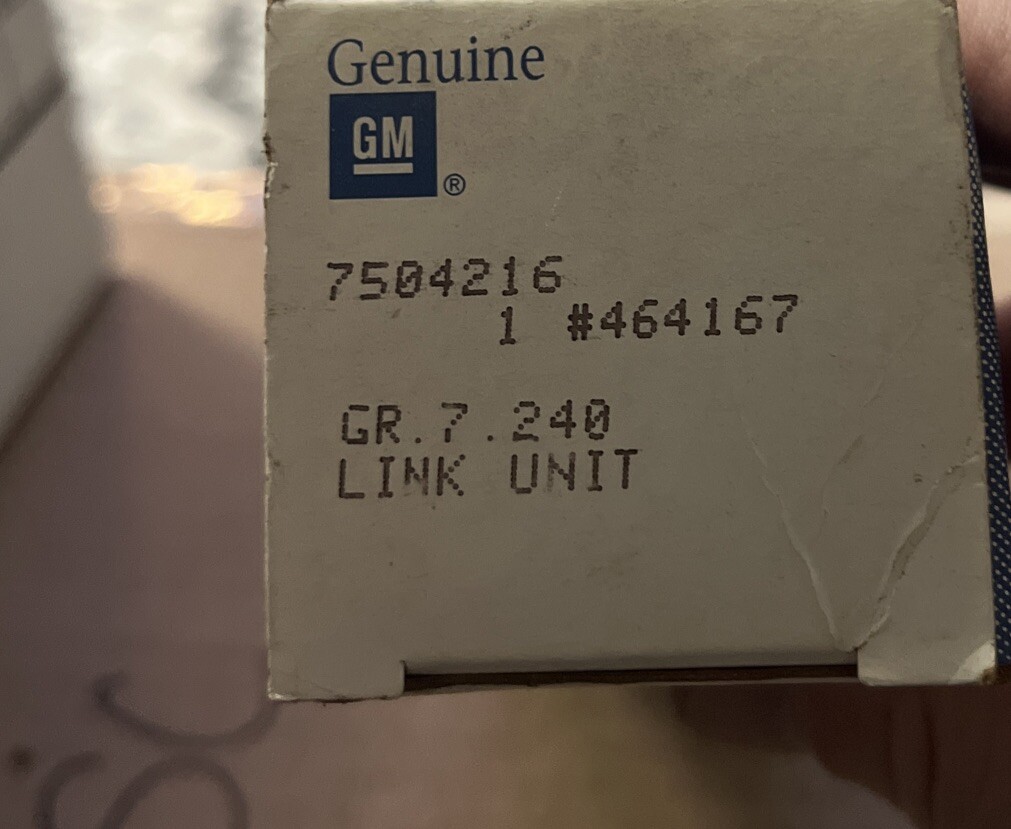 Genuine
GM®
7504216
1 #464167
GR.7.240
LINK UNIT